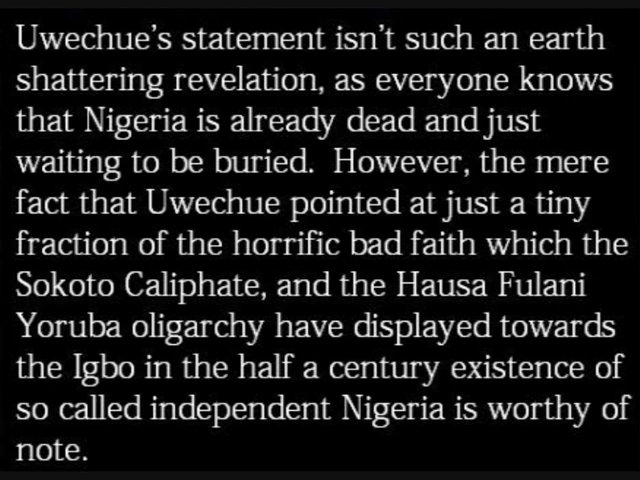 Uwechue's statement isn't such an earth
shattering revelation, as everyone knows
that Nigeria is already dead and just
waiting to be buried.  However, the mere
fact that Uwechue pointed at just a tiny
fraction of the horrific bad faith which the
Sokoto Caliphate, and the Hausa Fulani
Yoruba oligarchy have displayed towards
the Igbo in the half a century existence of
so called independent Nigeria is worthy of
note.